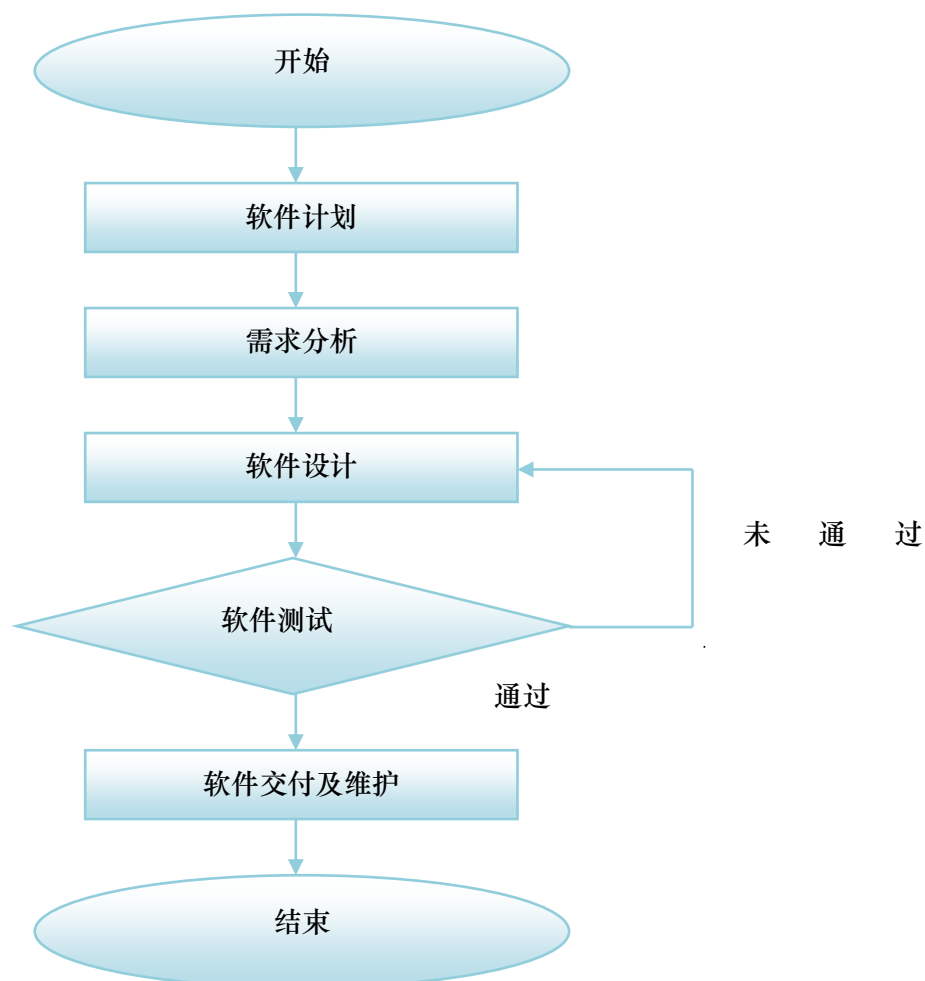 开始
软件计划
需求分析
软件设计
未 通 过
软件测试
通过
软件交付及维护
结束